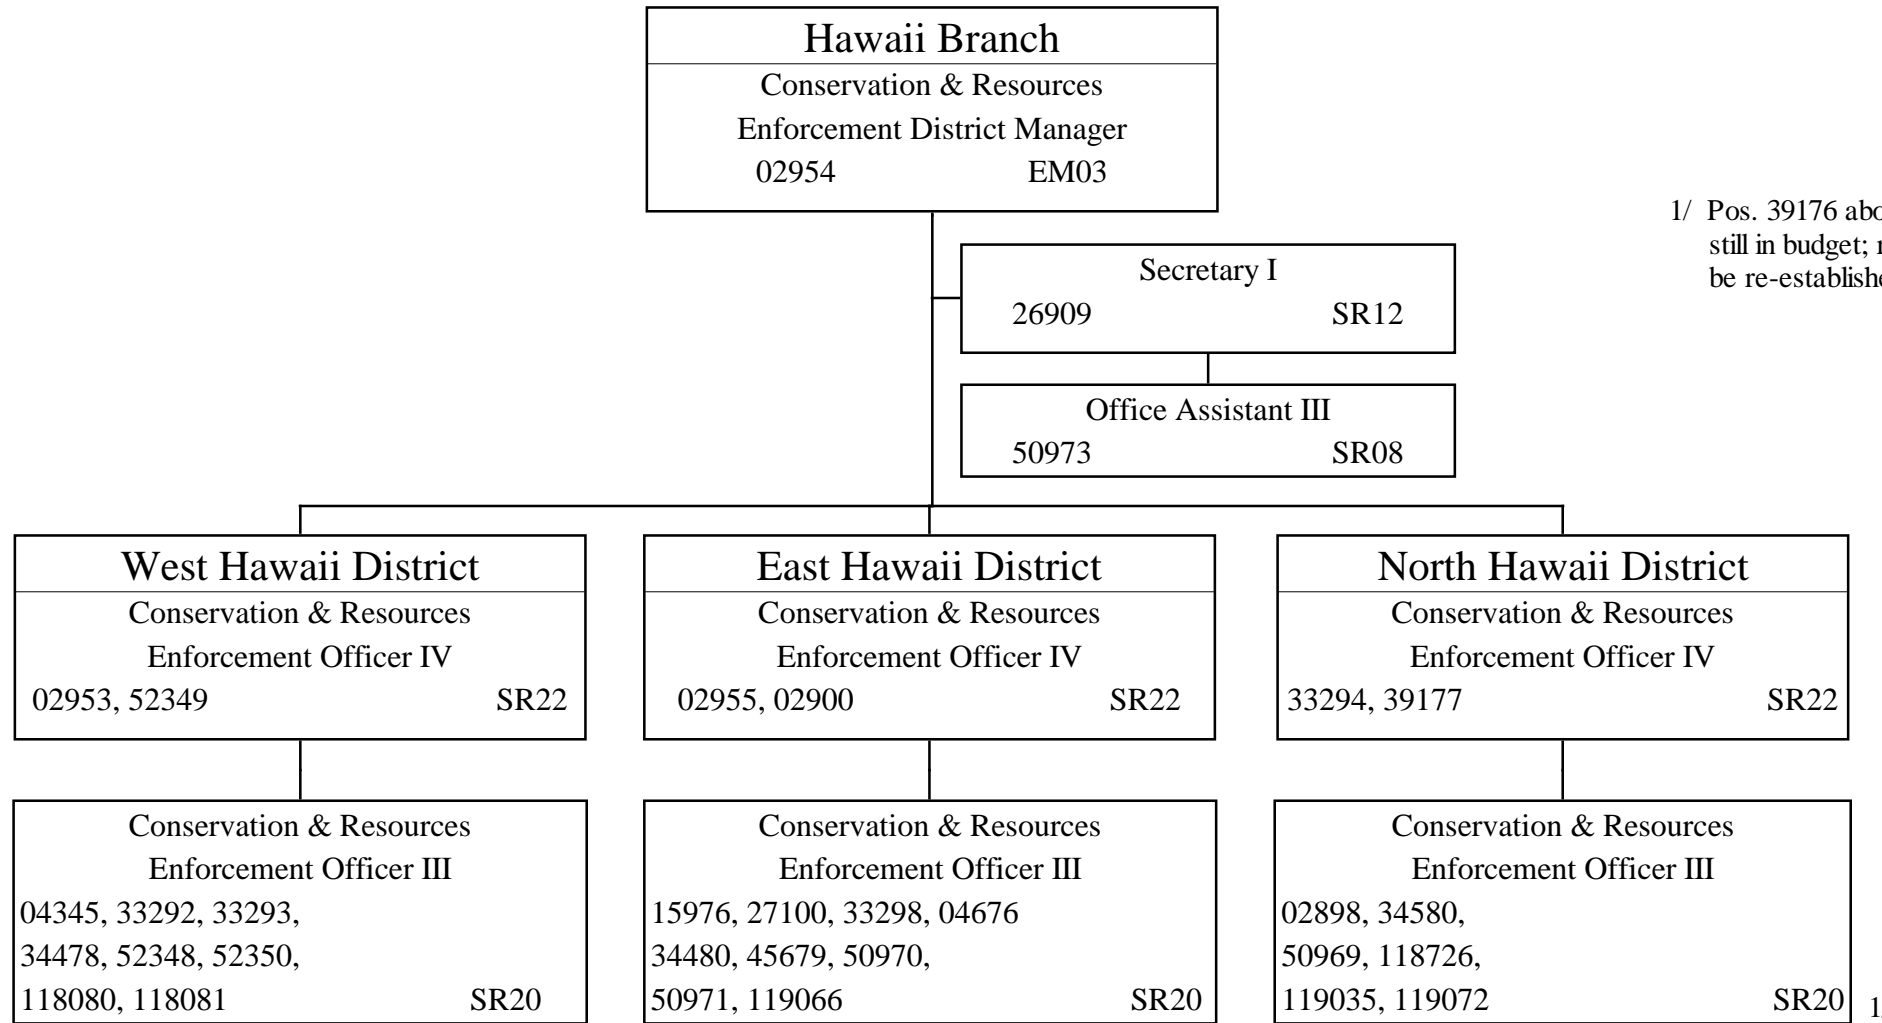 Hawaii Branch
Conservation & Resources
Enforcement District Manager
02954 EM03
1/ Pos. 39176
still in budget;
be
Secretary I
26909 SR12
Office Assistant III
50973 SR08
West Hawaii District
Conservation & Resources
Enforcement Officer IV
02953, 52349 SR22
East Hawaii District
Conservation & Resources
Enforcement Officer IV
02955, 02900 SR22
North Hawaii District
Conservation & Resources
Enforcement Officer IV
33294, 39177 SR22
Conservation & Resources
Enforcement Officer III
04345, 33292, 33293,
34478, 52348, 52350,
118080, 118081 SR20
Conservation & Resources
Enforcement Officer III
15976, 27100, 33298, 04676
34480, 45679, 50970,
50971, 119066 SR20
Conservation & Resources
Enforcement Officer III
02898, 34580,
50969, 118726,
119035, 119072 SR20